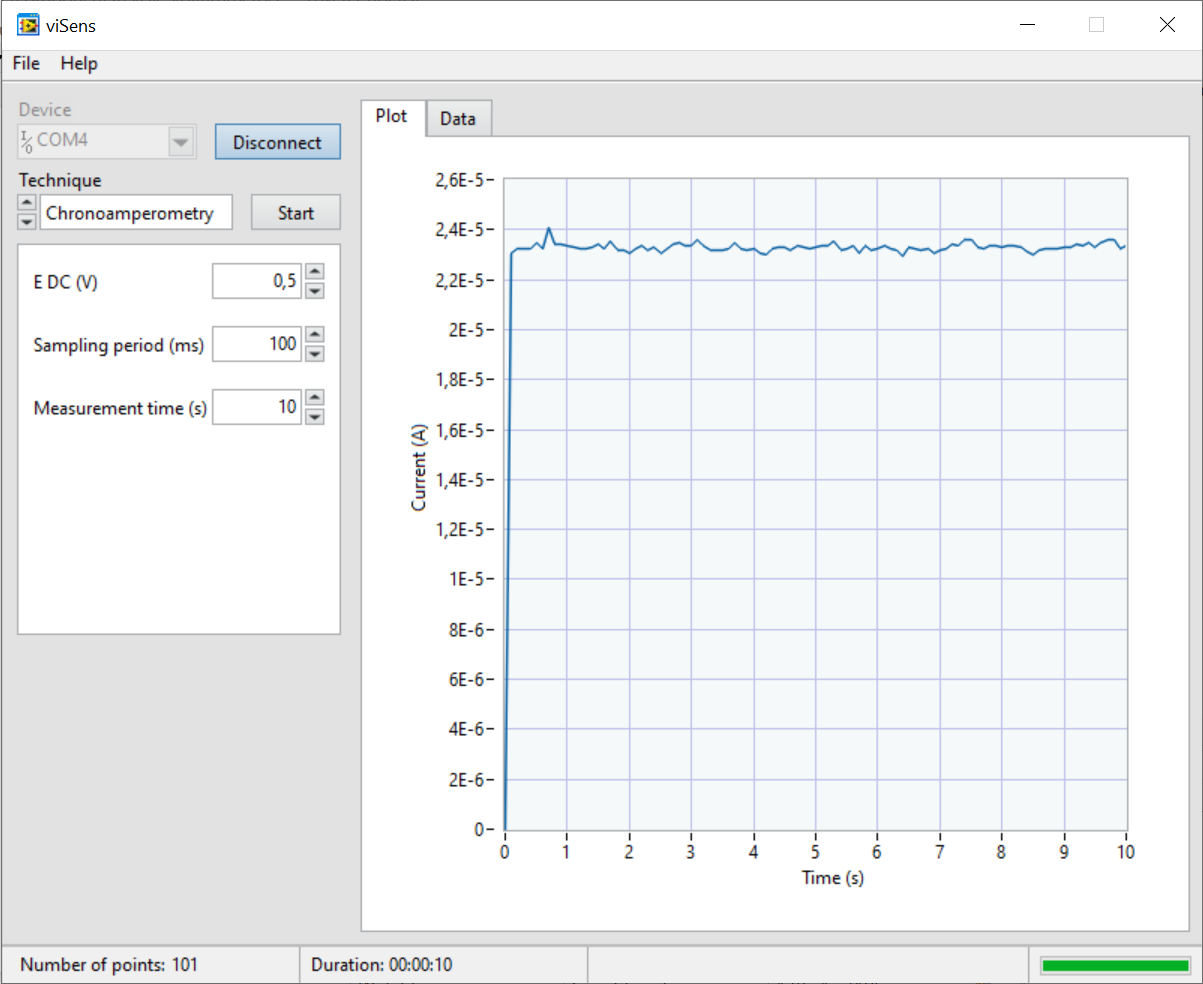 viSens
File Help
Device
I/O COM4
Disconnect
Technique
Chronoamperometry
Start
E DC (V)
0,5
Sampling period (ms)
100
Measurement time (s)
10
Plot
Data
2,6E-5
2,4E-5
2,2E-5
2E-5
1,8E-5
1,6E-5
1,4E-5
1,2E-5
1E-5
8E-6
6E-6
4E-6
2E-6
0
Current (A)
0 1 2 3 4 5 6 7 8 9 10
Time (s)
Number of points: 101
Duration: 00:00:10